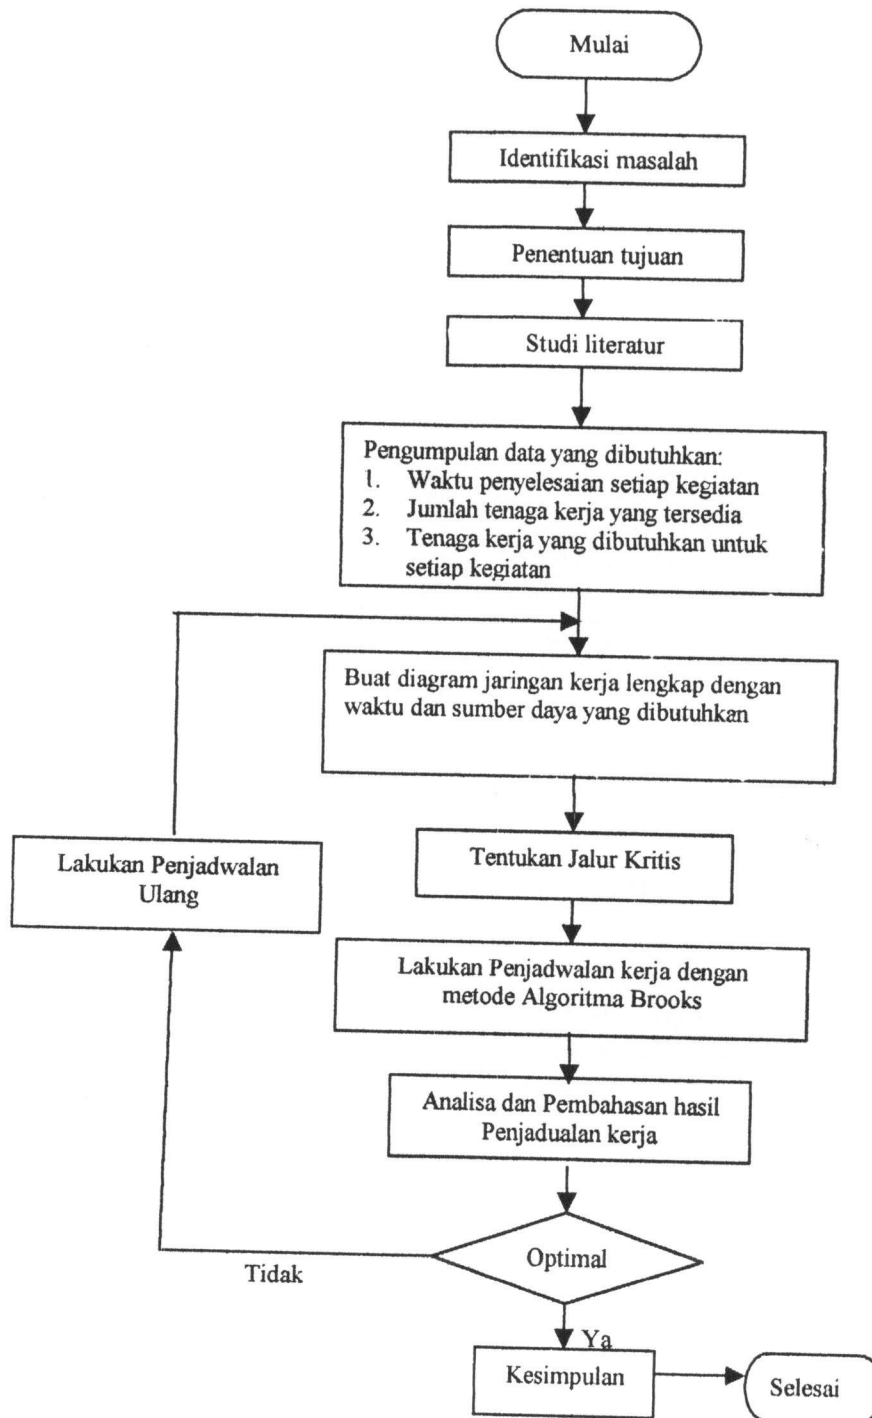 Mulai
Identifikasi masalah
Penentuan tujuan
Studi literatur
Pengumpulan data yang dibutuhkan:
1. Waktu penyelesaian setiap kegiatan
2. Jumlah tenaga kerja yang tersedia
3. Tenaga kerja yang dibutuhkan untuk
setiap kegiatan
Buat diagram jaringan kerja lengkap dengan
waktu dan sumber daya yang dibutuhkan
Tentukan Jalur Kritis
Lakukan Penjadwalan
Ulang
Lakukan Penjadwalan kerja dengan
metode Algoritma Brooks
Analisa dan Pembahasan hasil
Penjadualan kerja
Optimal
Tidak
Ya
Kesimpulan
Selesai